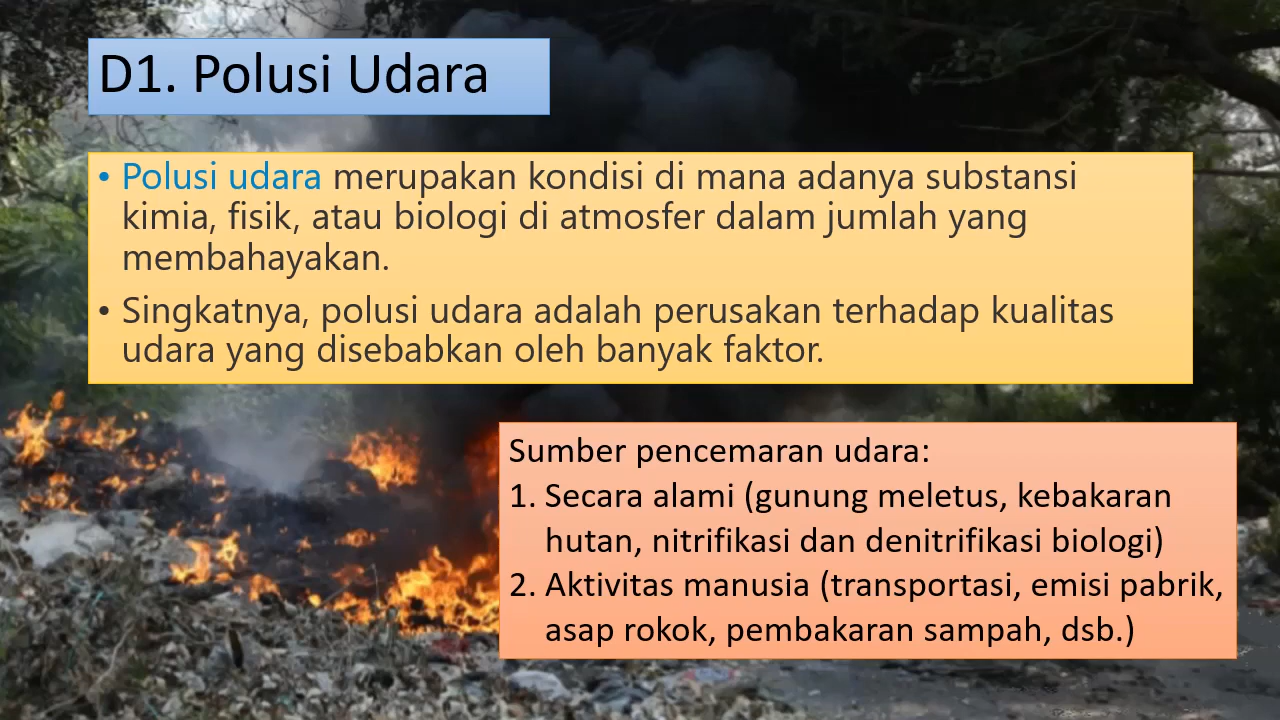 D1. Polusi Udara
• Polusi udara merupakan kondisi di mana adanya substansi
kimia, fisik, atau biologi di atmosfer dalam jumlah yang
membahayakan.
• Singkatnya, polusi udara adalah perusakan terhadap kualitas
udara yang disebabkan oleh banyak faktor.
Sumber pencemaran udara:
1. Secara alami (gunung meletus, kebakaran
hutan, nitrifikasi dan denitrifikasi biologi)
2. Aktivitas manusia (transportasi, emisi pabrik,
asap rokok, pembakaran sampah, dsb.)